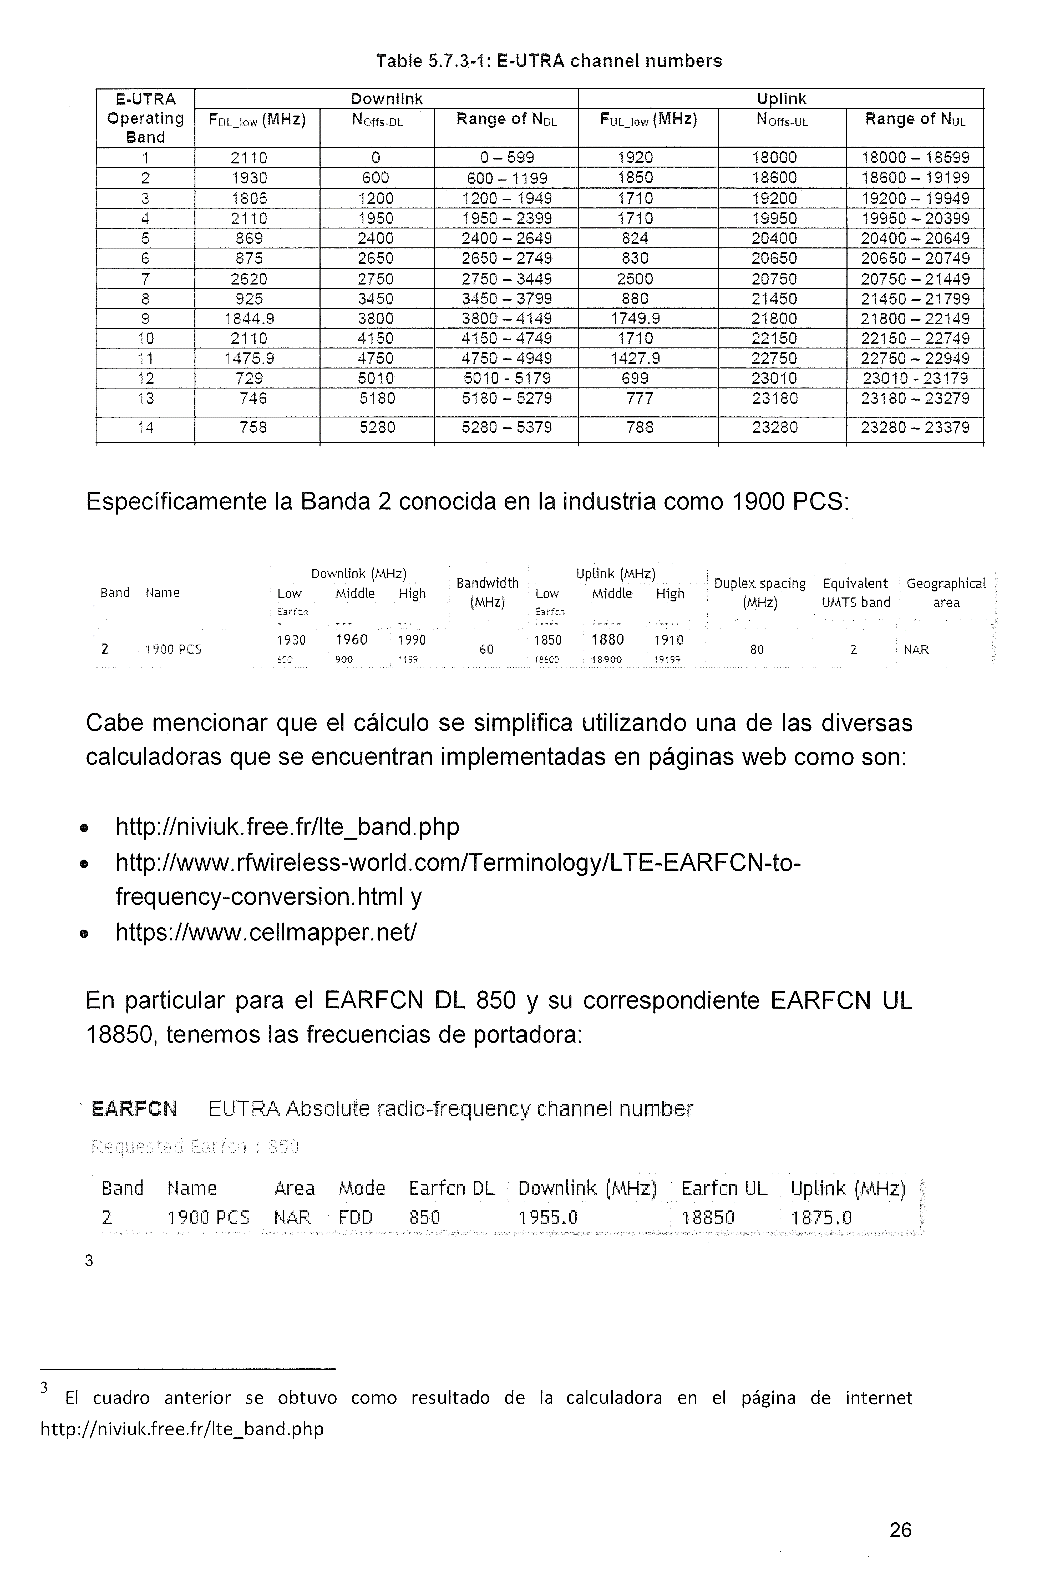 Table 5.7.3-1: E-UTRA channel numbers
E-UTRA Operating Band Downlink Uplink
FDL_low (MHz) NOffs-DL Range of NDL FUL_low (MHz) NOffs-UL Range of NUL
1 2110 0 0 – 599 1920 18000 18000 – 18599
2 1930 600 600 – 1199 1850 18600 18600 – 19199
3 1805 1200 1200 – 1949 1710 19200 19200 – 19949
4 2110 1950 1950 – 2399 1710 19950 19950 – 20399
5 869 2400 2400 – 2649 824 20400 20400 – 20649
6 875 2650 2650 – 2749 830 20650 20650 – 20749
7 2620 2750 2750 – 3449 2500 20750 20750 – 21449
8 925 3450 3450 – 3799 880 21450 21450 – 21799
9 1844.9 3800 3800 – 4149 1749.9 21800 21800 – 22149
10 2110 4150 4150 – 4749 1710 22150 22150 – 22749
11 1475.9 4750 4750 – 4949 1427.9 22750 22750 – 22949
12 729 5010 5010 - 5179 699 23010 23010 - 23179
13 746 5180 5180 – 5279 777 23180 23180 – 23279
14 758 5280 5280 – 5379 788 23280 23280 – 23379
Específicamente la Banda 2 conocida en la industria como 1900 PCS:
Downlink (MHz) Uplink (MHz)
Band Name Low Middle High Bandwidth (MHz) Low Middle High Duplex spacing (MHz) Equivalent UMTS band Geographical area
Earfcn Earfcn
2 1900 PCS 1930 1960 1990 60 1850 1880 1910 80 2 NAR
600 900 1199 18600 18900 19199
Cabe mencionar que el cálculo se simplifica utilizando una de las diversas
calculadoras que se encuentran implementadas en páginas web como son:
• http://niviuk.free.fr/lte_band.php
• http://www.rfwireless-world.com/Terminology/LTE-EARFCN-to-
frequency-conversion.html y
• https://www.cellmapper.net/
En particular para el EARFCN DL 850 y su correspondiente EARFCN UL
18850, tenemos las frecuencias de portadora:
EARFCN EUTRA Absolute radio-frequency channel number
Requested Earfcn : 850
Band Name Area Mode Earfcn DL Downlink (MHz) Earfcn UL Uplink (MHz)
2 1900 PCS NAR FDD 850 1955.0 18850 1875.0
3
3 El cuadro anterior se obtuvo como resultado de la calculadora en el página de internet
http://niviuk.free.fr/lte_band.php
26